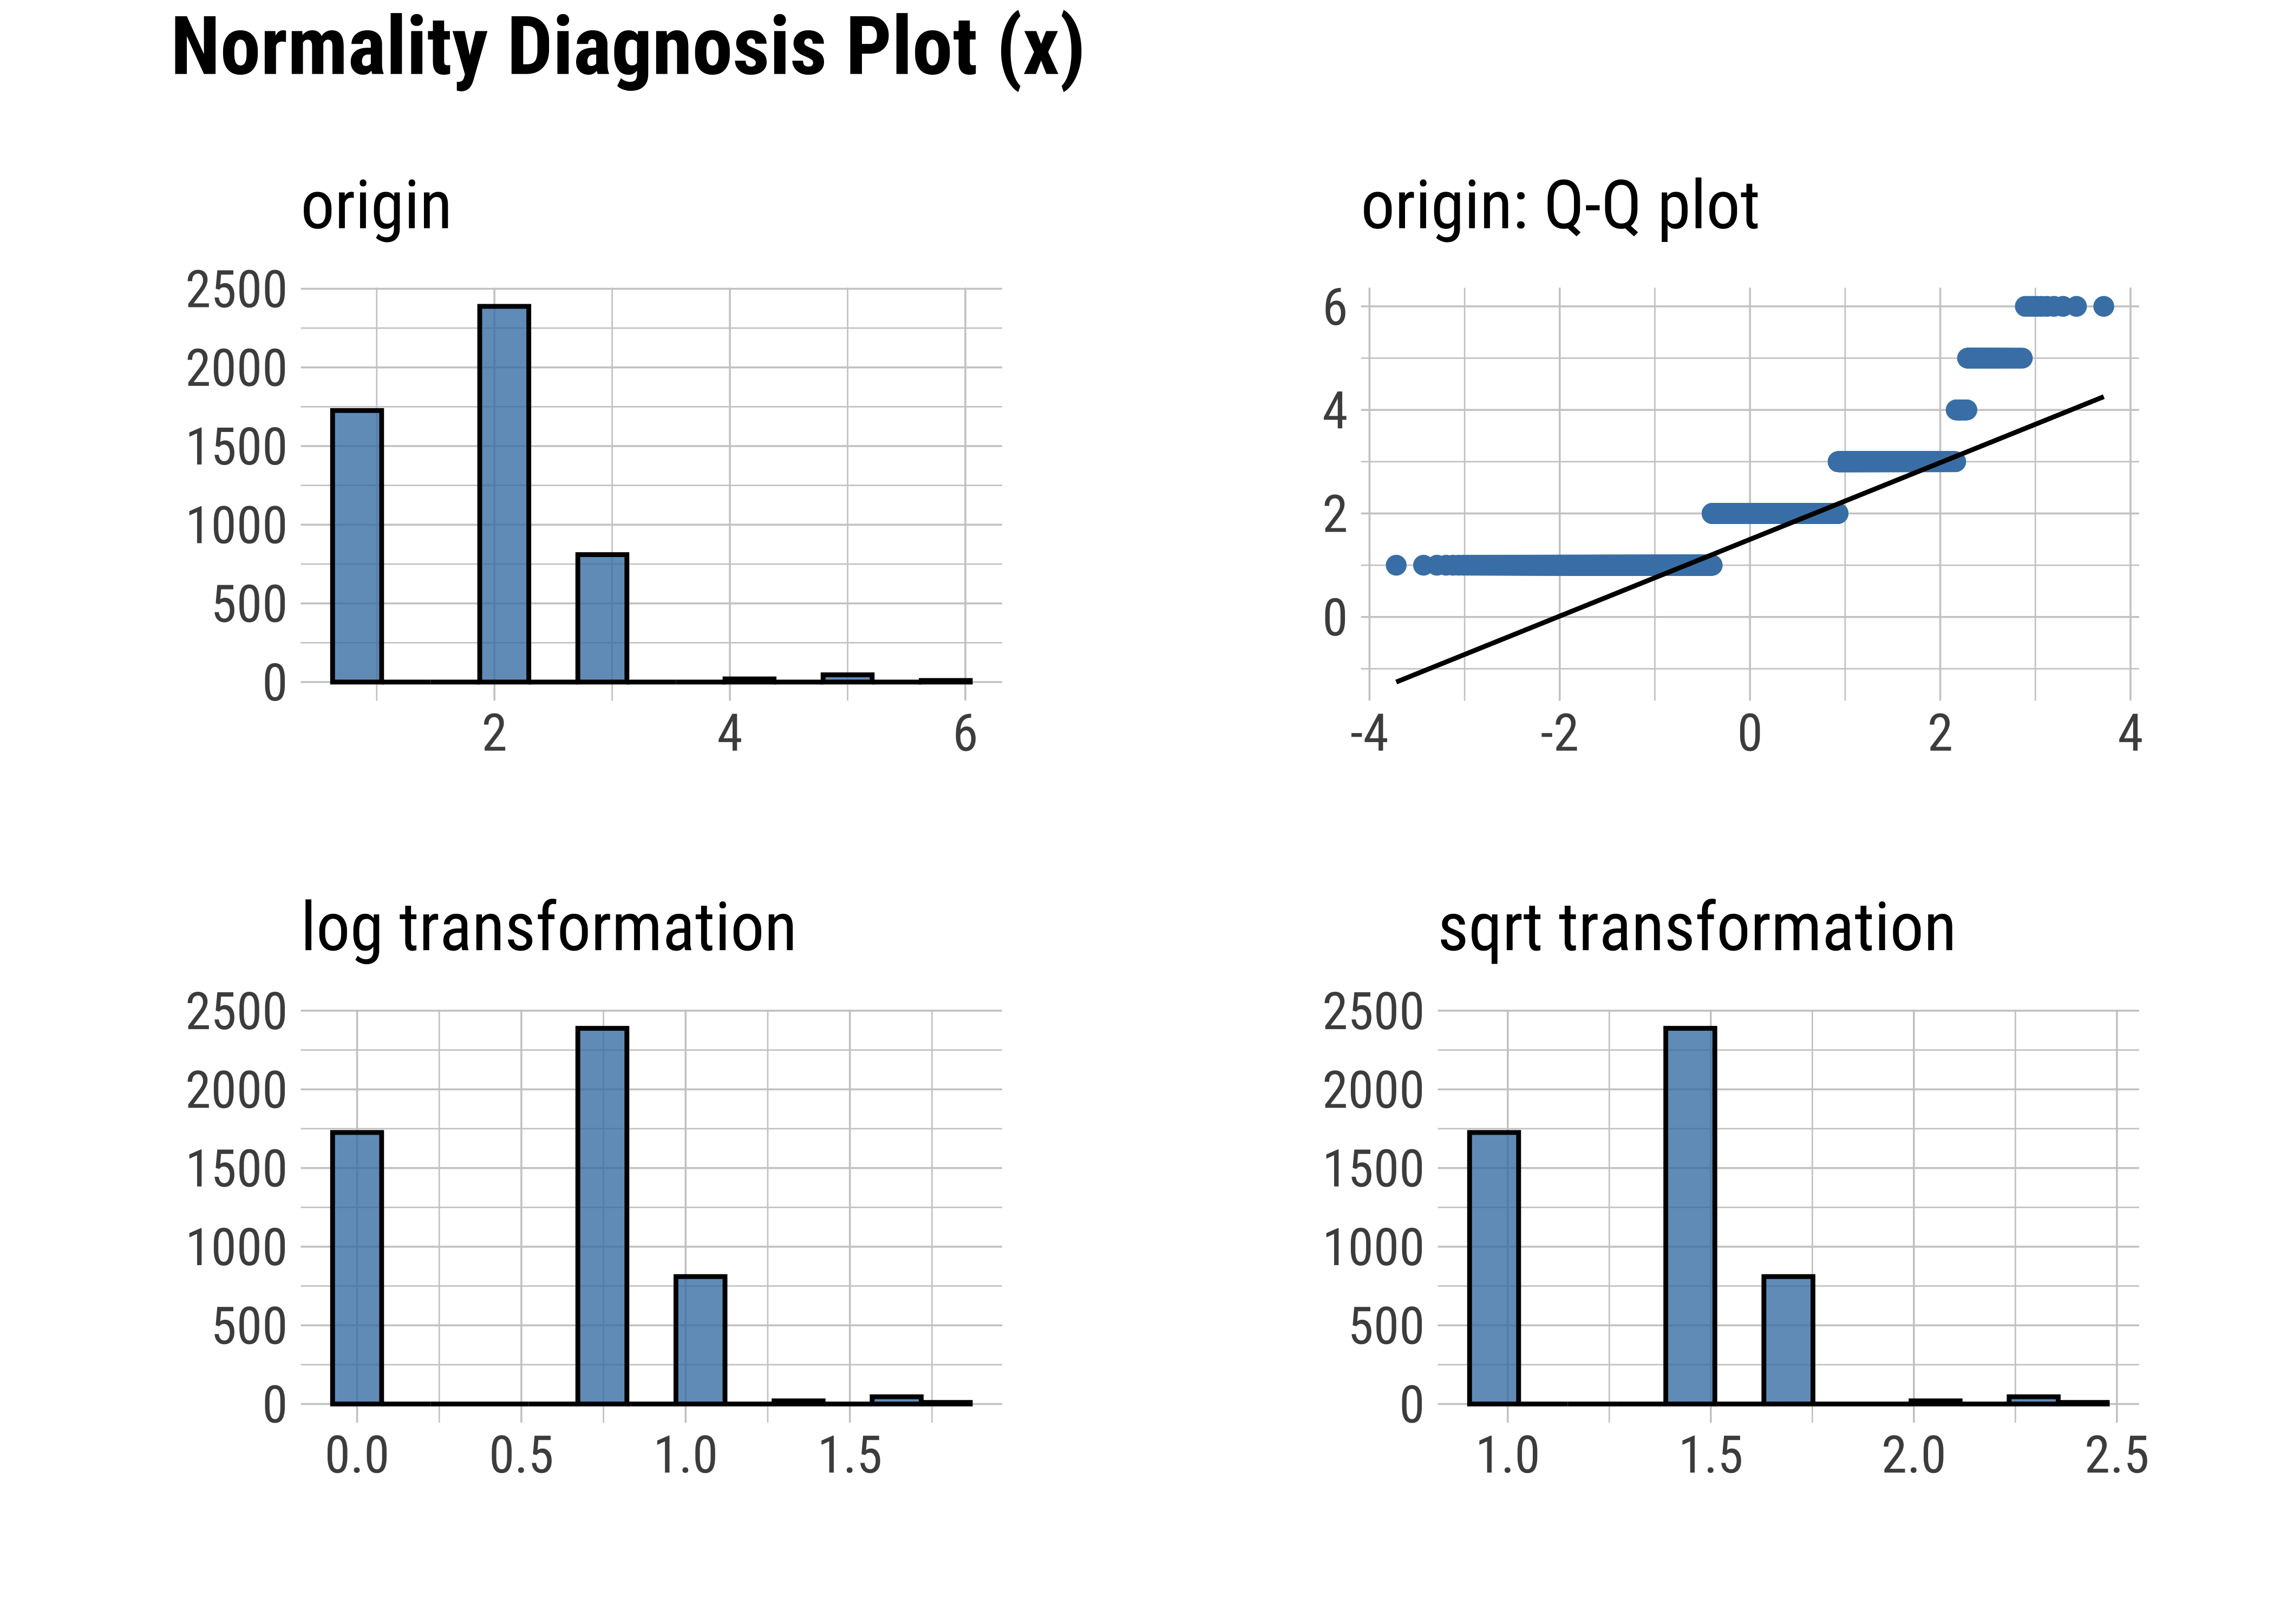 Normality Diagnosis Plot (x)
origin
2500
2000
1500
1000
500
0
2 4 6
origin: Q-Q plot
6
4
2
0
-4 -2 0 2 4
log transformation
2500
2000
1500
1000
500
0
0.0 0.5 1.0 1.5
sqrt transformation
2500
2000
1500
1000
500
0
1.0 1.5 2.0 2.5